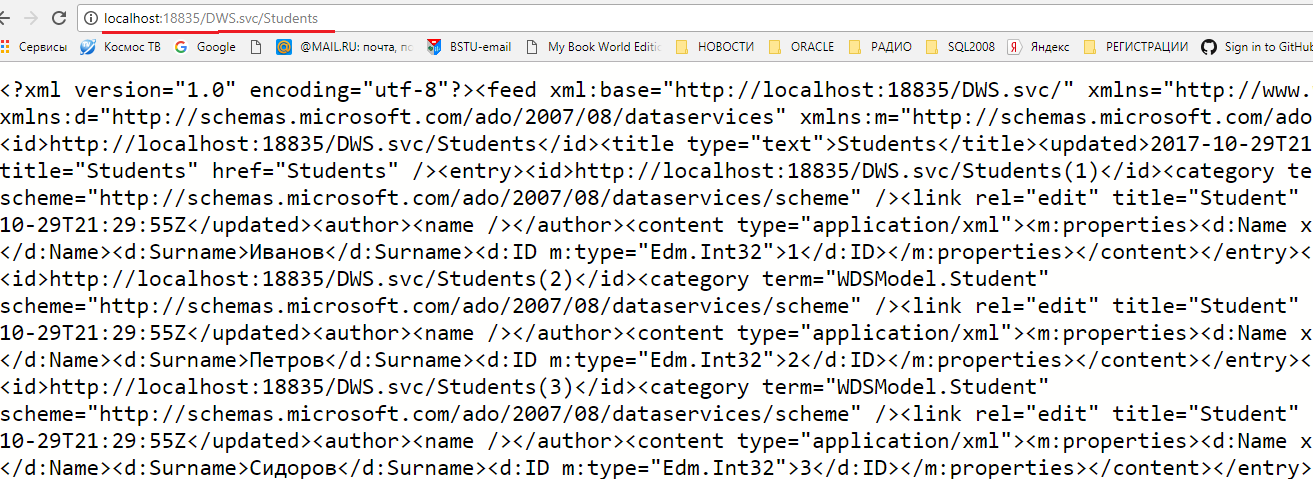 localhost:18835/DWS.svc/Students
Сервисы Космос ТВ Google @MAIL.RU: почта, по BSTU-email My Book World Editio НОВОСТИ ORACLE РАДИО SQL2008 Яндекс РЕГИСТРАЦИИ Sign in to GitHub
<?xml version="1.0" encoding="utf-8"?><feed xml:base="http://localhost:18835/DWS.svc/" xmlns="http://www.
xmlns:d="http://schemas.microsoft.com/ado/2007/08/dataservices" xmlns:m="http://schemas.microsoft.com/ado
<id>http://localhost:18835/DWS.svc/Students</id><title type="text">Students</title><updated>2017-10-29T21
title="Students" href="Students" /><entry><id>http://localhost:18835/DWS.svc/Students(1)</id><category te
scheme="http://schemas.microsoft.com/ado/2007/08/dataservices/scheme" /><link rel="edit" title="Student"
10-29T21:29:55Z</updated><author><name /></author><content type="application/xml"><m:properties><d:Name x
</d:Name><d:Surname>Иванов</d:Surname><d:ID m:type="Edm.Int32">1</d:ID></m:properties></content></entry><
<id>http://localhost:18835/DWS.svc/Students(2)</id><category term="WDSModel.Student"
scheme="http://schemas.microsoft.com/ado/2007/08/dataservices/scheme" /><link rel="edit" title="Student"
10-29T21:29:55Z</updated><author><name /></author><content type="application/xml"><m:properties><d:Name x
</d:Name><d:Surname>Петров</d:Surname><d:ID m:type="Edm.Int32">2</d:ID></m:properties></content></entry><
<id>http://localhost:18835/DWS.svc/Students(3)</id><category term="WDSModel.Student"
scheme="http://schemas.microsoft.com/ado/2007/08/dataservices/scheme" /><link rel="edit" title="Student"
10-29T21:29:55Z</updated><author><name /></author><content type="application/xml"><m:properties><d:Name x
</d:Name><d:Surname>Сидоров</d:Surname><d:ID m:type="Edm.Int32">3</d:ID></m:properties></content></entry>